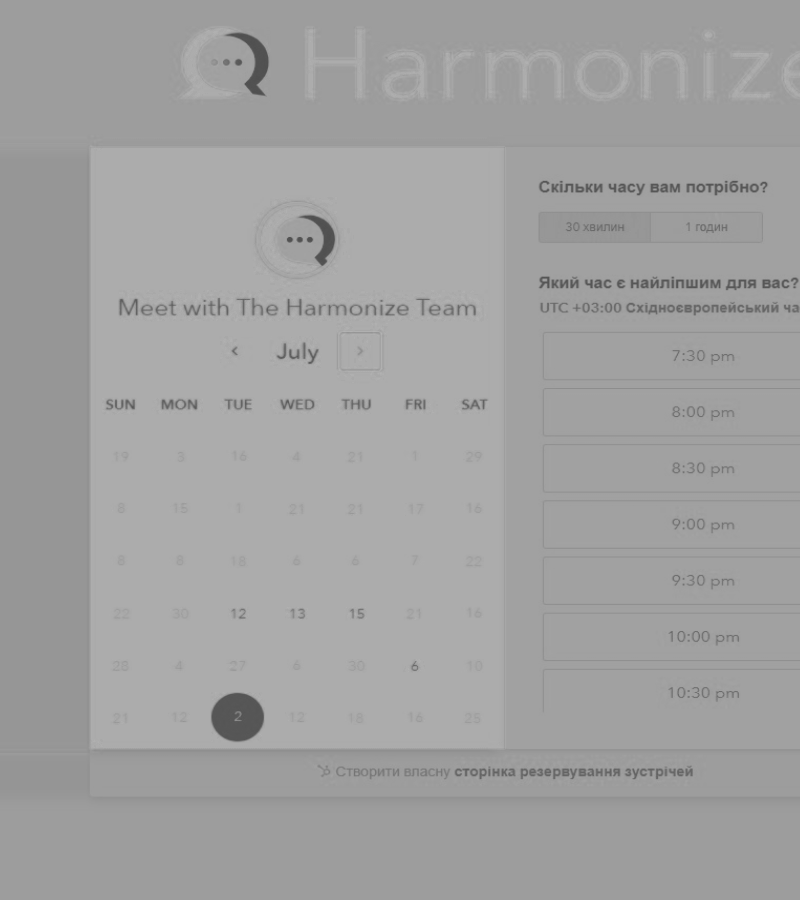 Harmonize
Meet with The Harmonize Team
July
SUN MON TUE WED THU FRI SAT
19 3 16 4 21 1 29
8 15 1 21 21 17 16
8 8 18 6 6 7 22
22 30 12 13 15 21 16
25 4 27 6 30 6 10
21 12 2 12 18 16 25
Скільки часу вам потрібно?
30 хвилин 1 годин
Який час є найліпшим для вас?
UTC +03:00 Східноєвропейський
7:30 pm
8:00 pm
8:30 pm
9:00 pm
9:30 pm
10:00 pm
10:30 pm
Створити власну сторінка резервування зустрічей